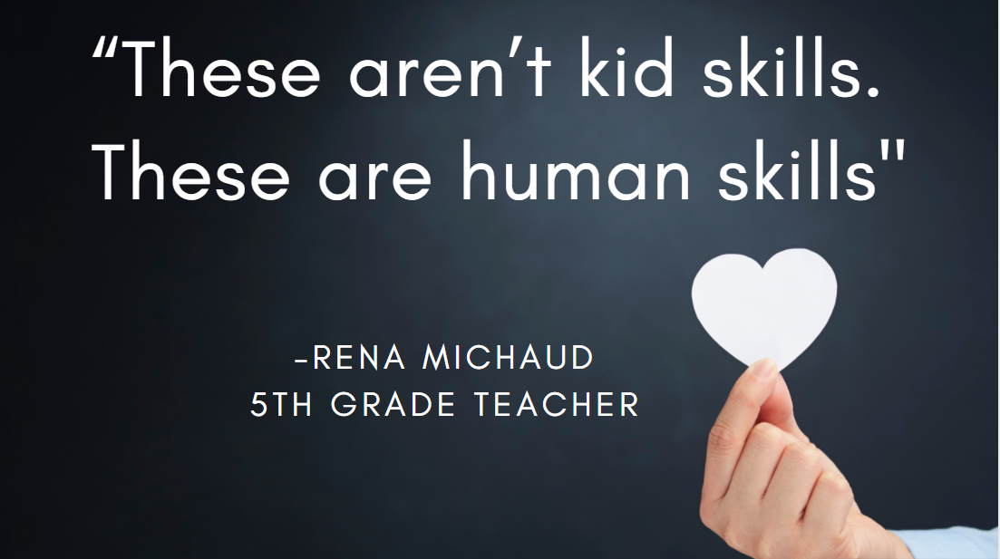 “These aren’t kid skills.
These are human skills"
-RENA MICHAUD
5TH GRADE TEACHER